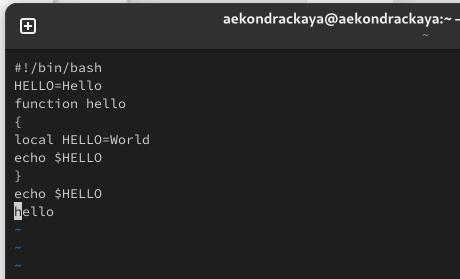 aekondrackaya@aekondrackaya:~ —
~
#!/bin/bash
HELLO=Hello
function hello
{
local HELLO=World
echo $HELLO
}
echo $HELLO
hello
~
~
~